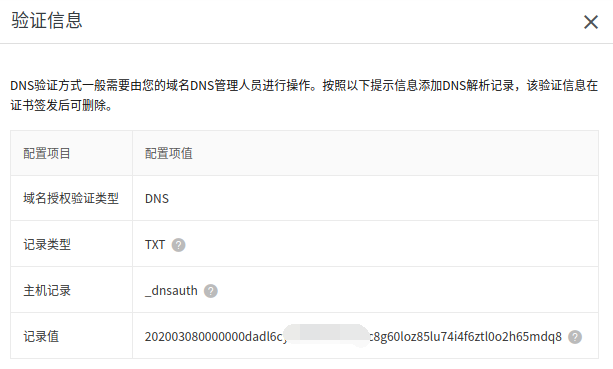 验证信息
DNS验证方式一般需要由您的域名DNS管理人员进行操作。按照以下提示信息添加DNS解析记录，该验证信息在
证书签发后可删除。
配置项目 配置项值
域名授权验证类型 DNS
记录类型 TXT
主机记录 _dnsauth
记录值